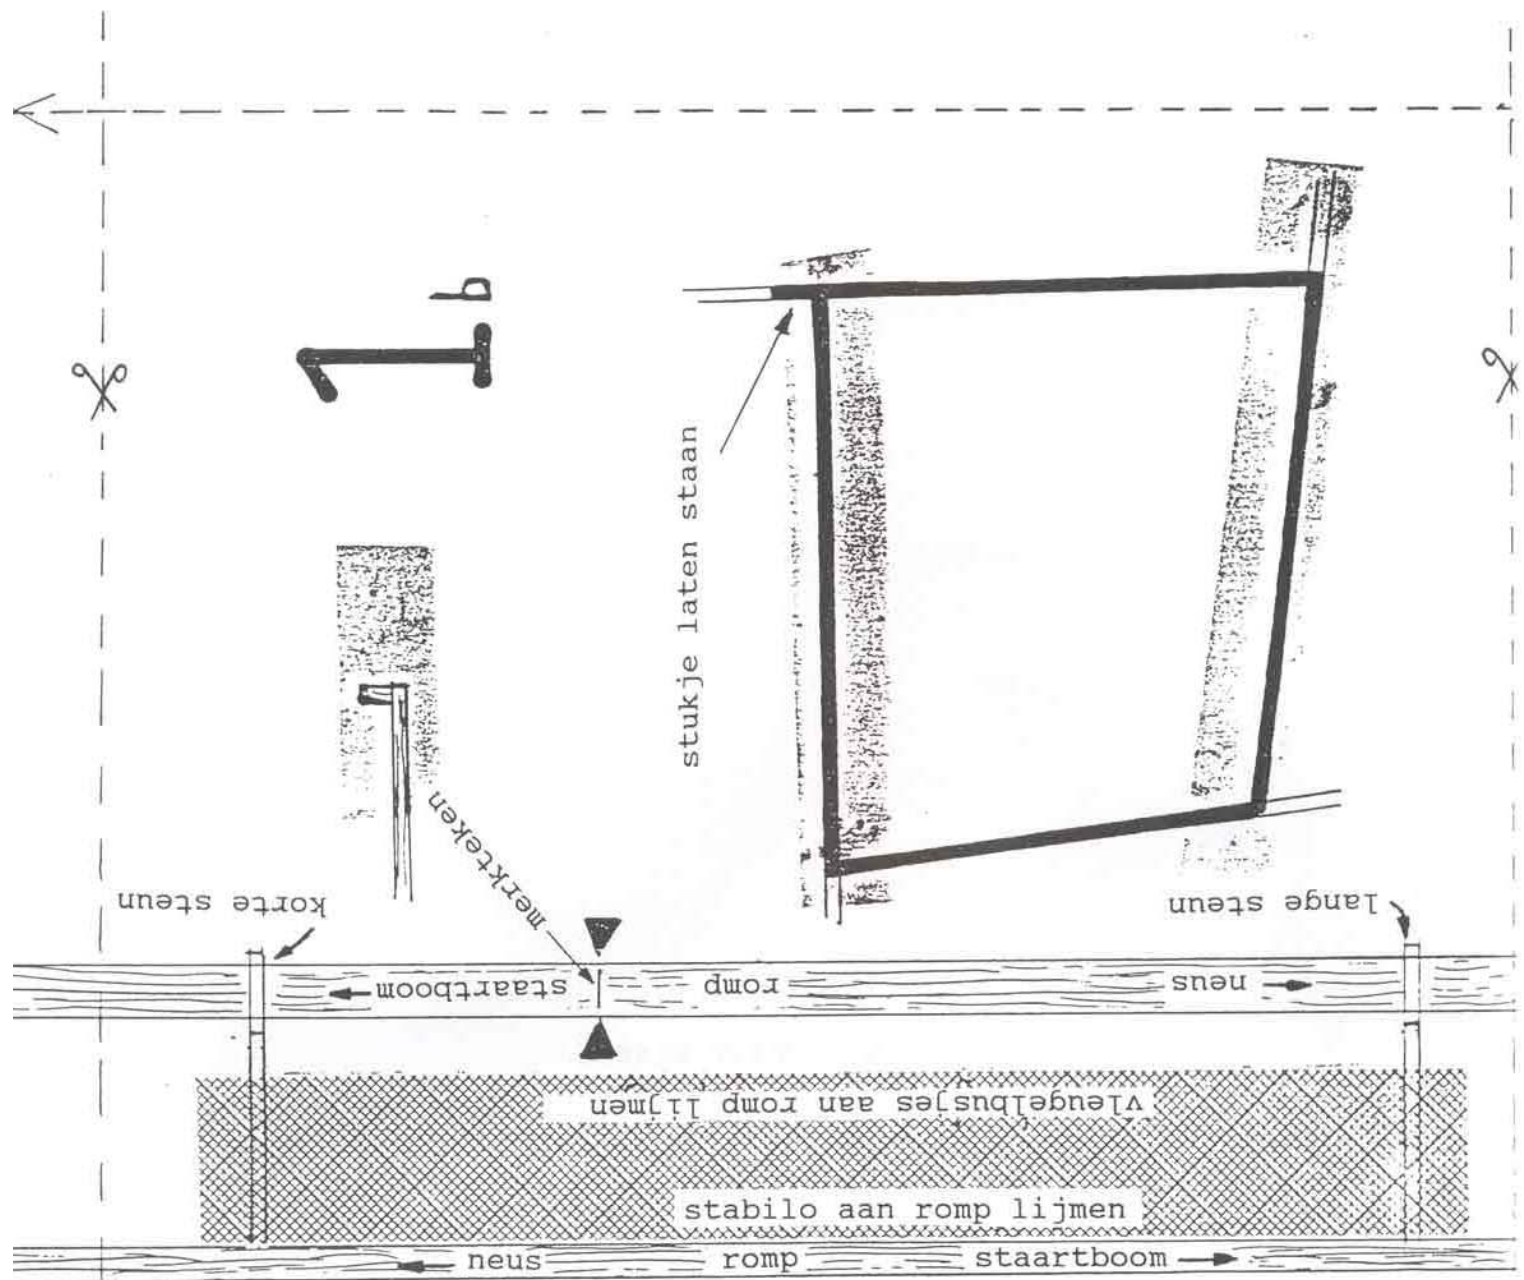 1b
stukje laten staan
merkteken
korte steun
lange steun
staartboom
romp
neus
vleugelbusjes aan romp lijmen
stabilo aan romp lijmen
neus romp staartboom